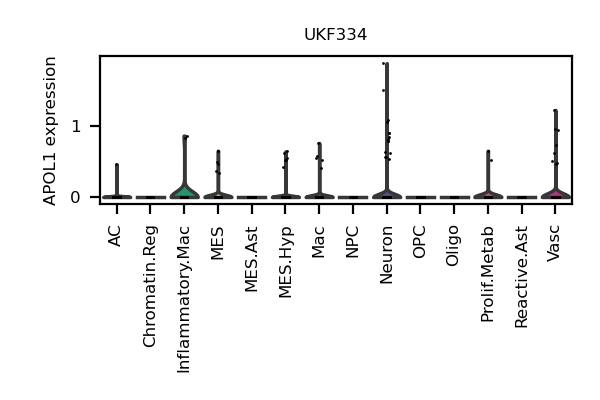 UKF334
APOL1 expression
1
0
AC
Chromatin.Reg
Inflammatory.Mac
MES
MES.Ast
MES.Hyp
Mac
NPC
Neuron
OPC
Oligo
Prolif.Metab
Reactive.Ast
Vasc